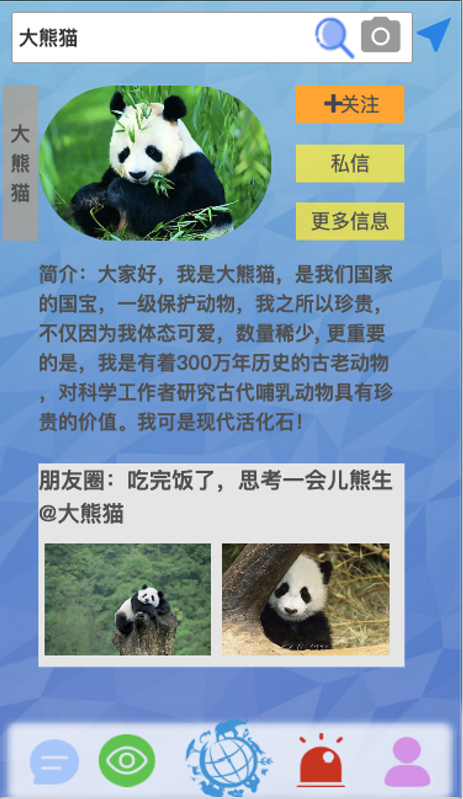 大熊猫
大熊猫
➕关注
私信
更多信息
简介：大家好，我是大熊猫，是我们国家
的国宝，一级保护动物，我之所以珍贵，
不仅因为我体态可爱，数量稀少，更重要
的是，我是有着300万年历史的古老动物
，对科学工作者研究古代哺乳动物具有珍
贵的价值。我可是现代活化石！
朋友圈：吃完饭了，思考一会儿熊生
@大熊猫